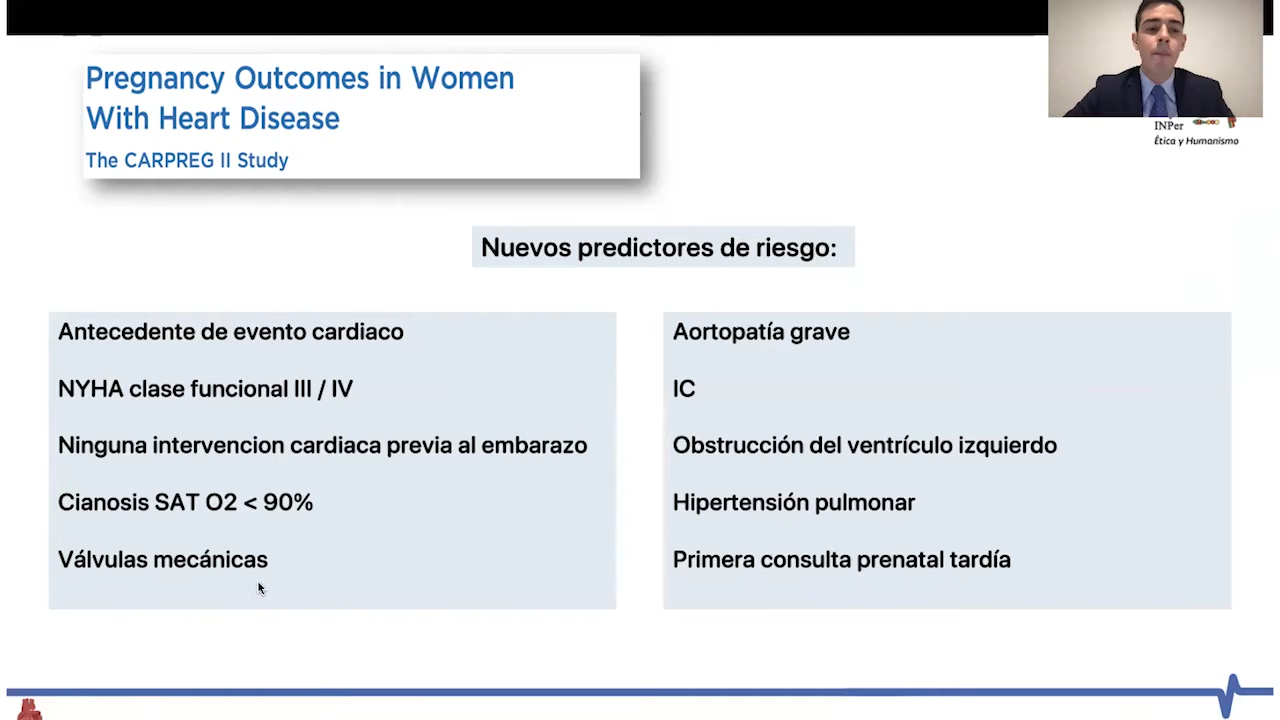 Pregnancy Outcomes in Women
With Heart Disease
The CARPREG II Study
INPer
Ética y Humanismo
Nuevos predictores de riesgo:
Antecedente de evento cardiaco
NYHA clase funcional III / IV
Ninguna intervencion cardiaca previa al embarazo
Cianosis SAT O2 < 90%
Válvulas mecánicas
Aortopatía grave
IC
Obstrucción del ventrículo izquierdo
Hipertensión pulmonar
Primera consulta prenatal tardía